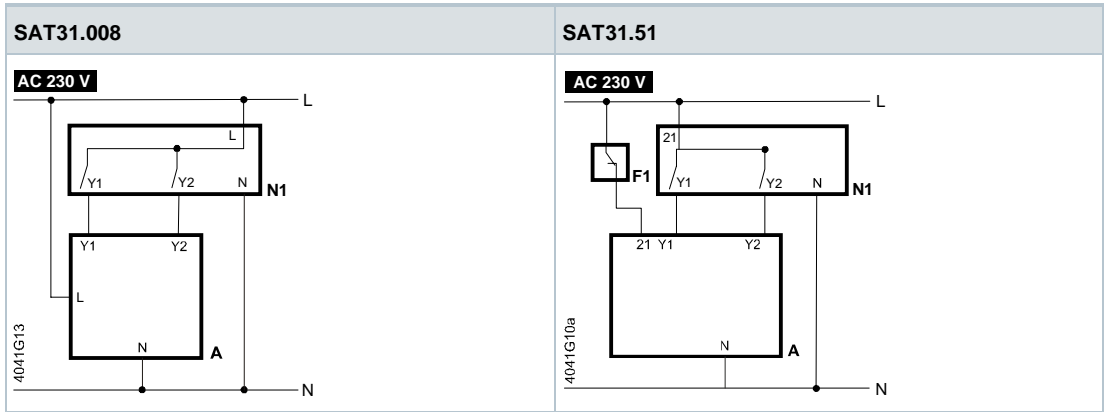 SAT31.008
SAT31.51
AC 230 V
L
L
Y1 Y2 N
N1
Y1 Y2
L
N
A
N
4041G13
AC 230 V
L
21
F1
Y1 Y2 N
N1
21 Y1 Y2
N
A
N
4041G10a